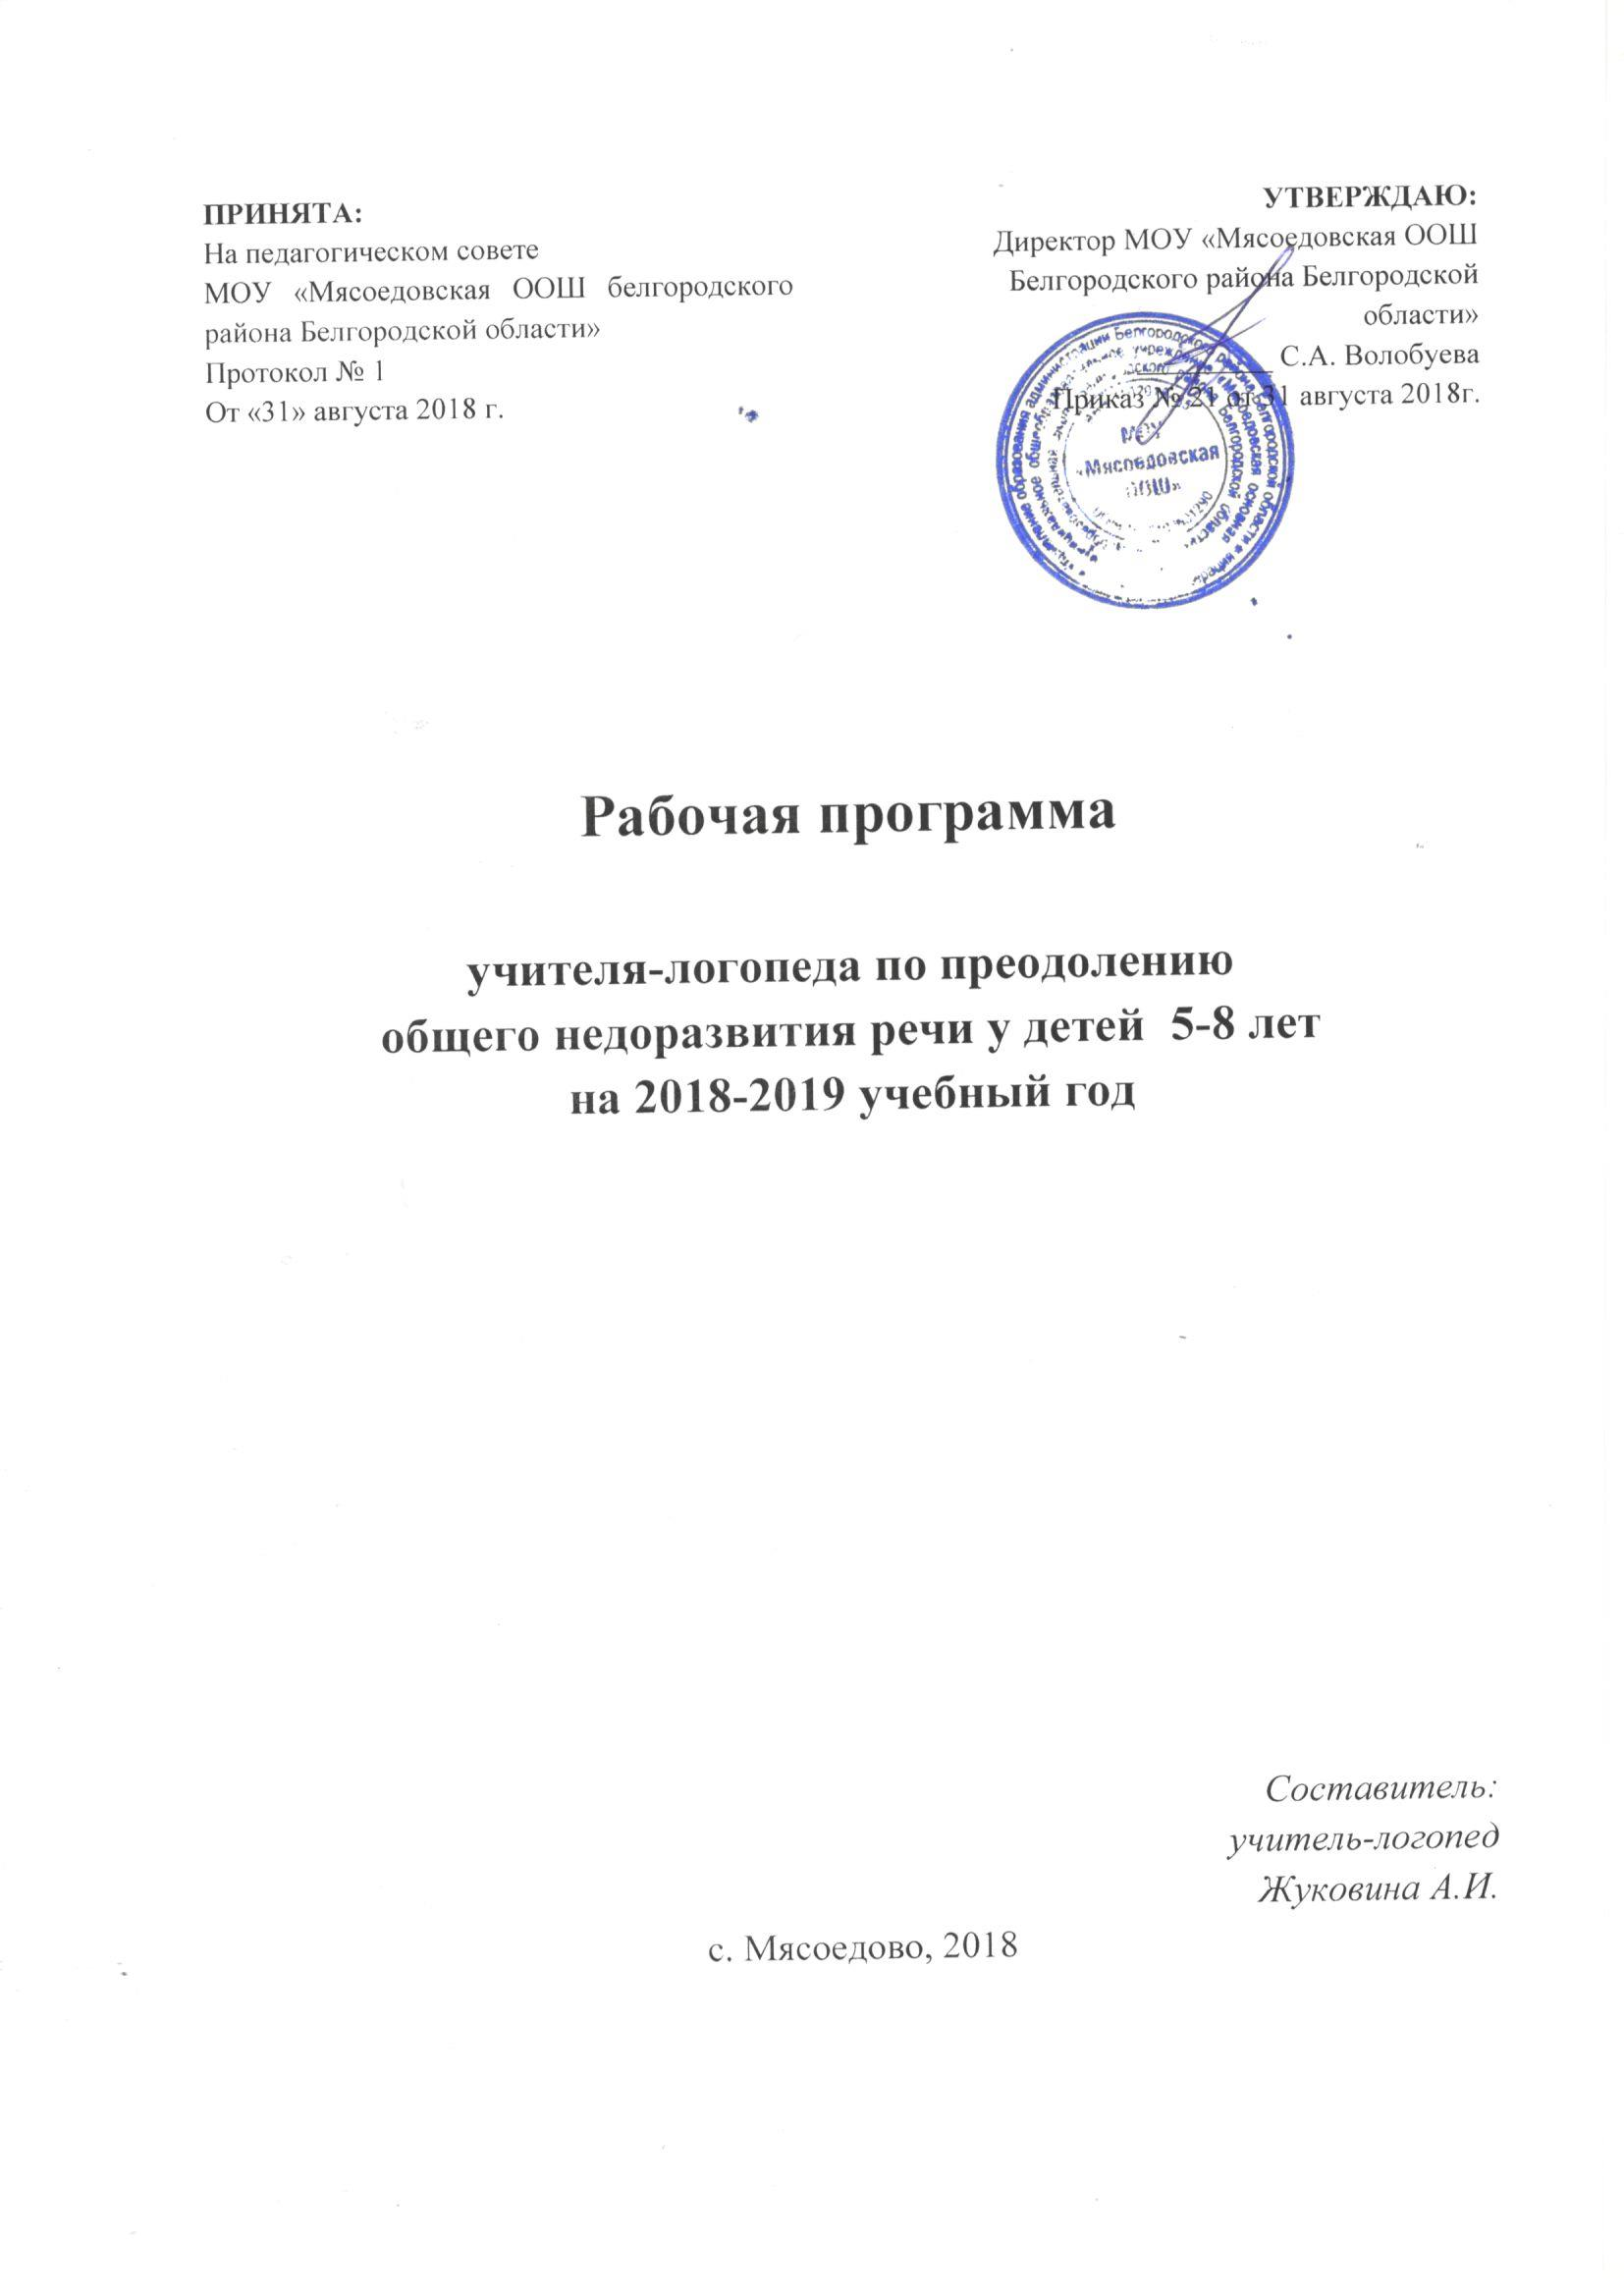 ПРИНЯТА:
На педагогическом совете
МОУ «Мясоедовская ООШ белгородского
района Белгородской области»
Протокол № 1
От «31» августа 2018 г.
УТВЕРЖДАЮ:
Директор МОУ «Мясоедовская ООШ
Белгородского района Белгородской
области»
С.А. Волобуева
Приказ № 21 от 31 августа 2018г.
МОУ
«Мясоедовская
ООШ»
Рабочая программа
учителя-логопеда по преодолению
общего недоразвития речи у детей 5-8 лет
на 2018-2019 учебный год
Составитель:
учитель-логопед
Жуковина А.И.
с. Мясоедово, 2018